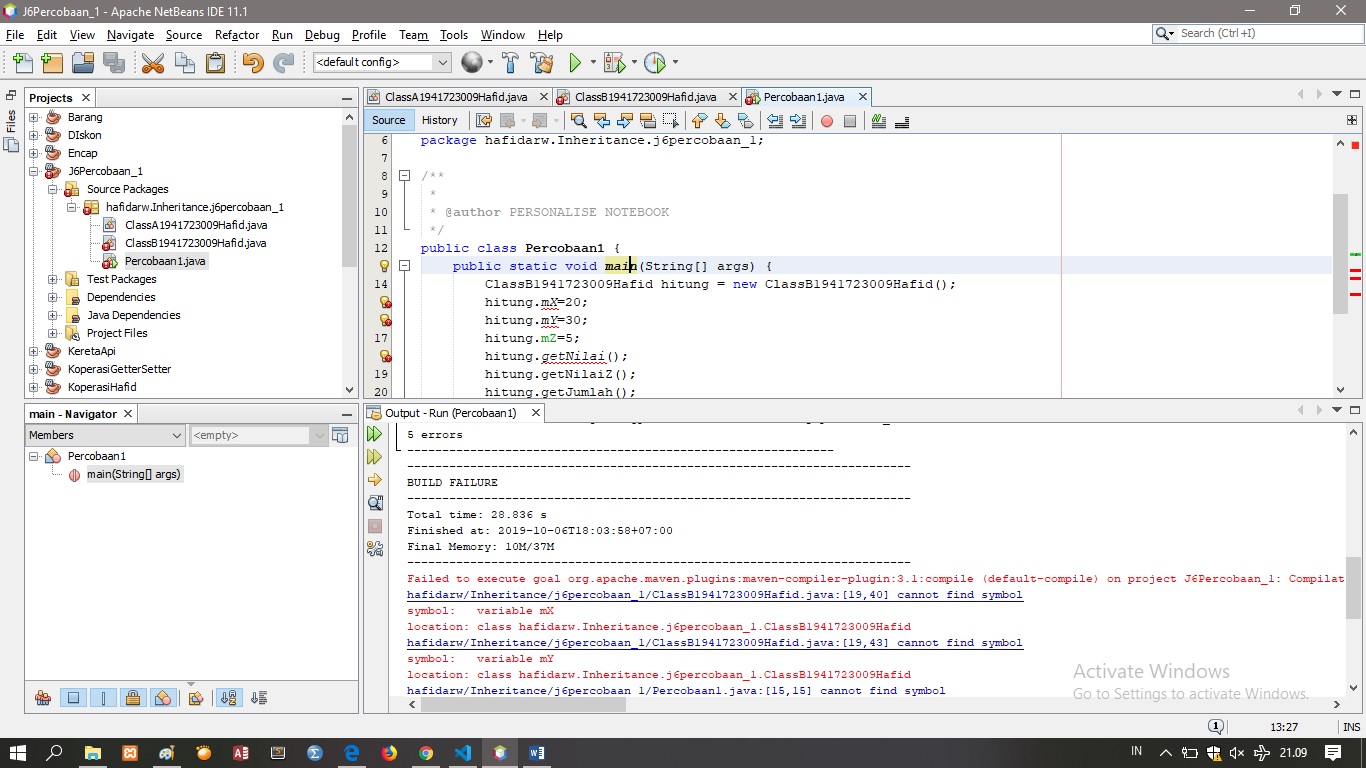 J6Percobaan_1 - Apache NetBeans IDE 11.1
File Edit View Navigate Source Refactor Run Debug Profile Team Tools Window Help
Search (Ctrl+I)
<default config>
Files
Projects
Barang
DIskon
Encap
J6Percobaan_1
Source Packages
hafidarw.Inheritance.j6percobaan_1
ClassA1941723009Hafid.java
ClassB1941723009Hafid.java
Percobaan1.java
Test Packages
Dependencies
Java Dependencies
Project Files
KeretaApi
KoperasiGetterSetter
KoperasiHafid
ClassA1941723009Hafid.java ClassB1941723009Hafid.java Percobaan1.java
Source History
6 package hafidarw.Inheritance.j6percobaan_1;
7
8 /**
9 *
10 * @author PERSONALISE NOTEBOOK
11 */
12 public class Percobaan1 {
public static void main(String[] args) {
14 ClassB1941723009Hafid hitung = new ClassB1941723009Hafid();
hitung.mX=20;
hitung.mY=30;
17 hitung.mZ=5;
hitung.getNilai();
19 hitung.getNilaiZ();
20 hitung.getJumlah();
main - Navigator
Members <empty>
Percobaan1
main(String[] args)
Output - Run (Percobaan1)
5 errors
------------------------------------------------------------- 
------------------------------------------------------------------------
BUILD FAILURE
------------------------------------------------------------------------
Total time: 28.836 s
Finished at: 2019-10-06T18:03:58+07:00
Final Memory: 10M/37M
------------------------------------------------------------------------
Failed to execute goal org.apache.maven.plugins:maven-compiler-plugin:3.1:compile (default-compile) on project J6Percobaan_1: Compilat
hafidarw/Inheritance/j6percobaan_1/ClassB1941723009Hafid.java:[19,40] cannot find symbol
symbol: variable mX
location: class hafidarw.Inheritance.j6percobaan_1.ClassB1941723009Hafid
hafidarw/Inheritance/j6percobaan_1/ClassB1941723009Hafid.java:[19,43] cannot find symbol
symbol: variable mY
location: class hafidarw.Inheritance.j6percobaan_1.ClassB1941723009Hafid
hafidarw/Inheritance/j6percobaan_1/Percobaan1.java:[15,15] cannot find symbol
Activate Windows
Go to Settings to activate Windows.
1 13:27 INS
IN 21.09